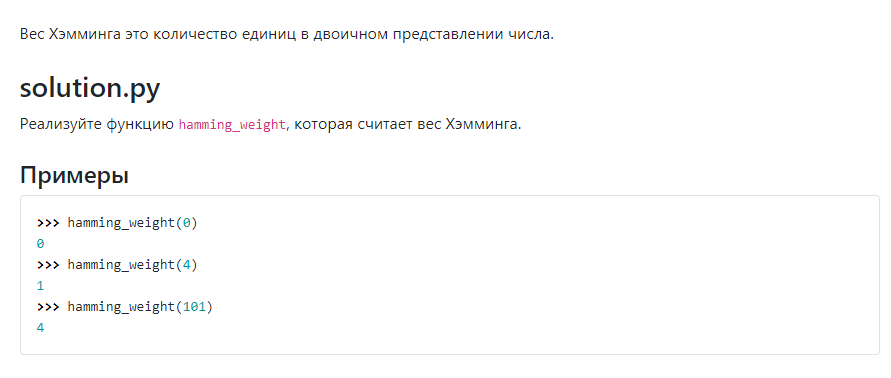 Вес Хэмминга это количество единиц в двоичном представлении числа.
solution.py
Реализуйте функцию hamming_weight, которая считает вес Хэмминга.
Примеры
>>> hamming_weight(0)
0
>>> hamming_weight(4)
1
>>> hamming_weight(101)
4